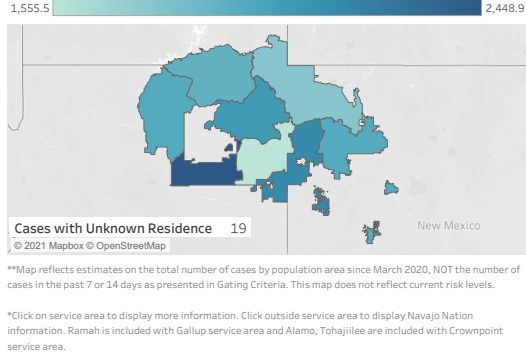 1,555.5 2,448.9
New Mexico
Cases with Unknown Residence 19
© 2021 Mapbox © OpenStreetMap
**Map reflects estimates on the total number of cases by population area since March 2020, NOT the number of
cases in the past 7 or 14 days as presented in Gating Criteria. This map does not reflect current risk levels.
*Click on service area to display more information. Click outside service area to display Navajo Nation
information. Ramah is included with Gallup service area and Alamo, Tohajiilee are included with Crownpoint
service area.